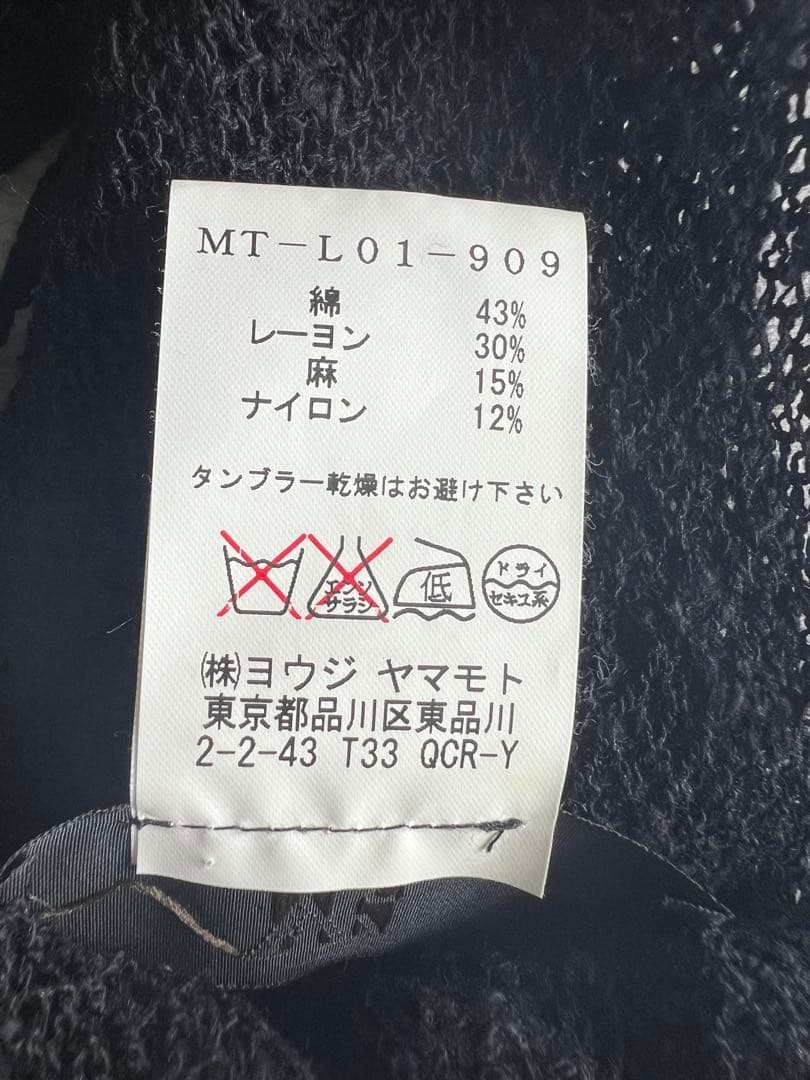 MT-L01-909
綿 43%
レーヨン 30%
麻 15%
ナイロン 12%
タンブラー乾燥はお避け下さい
エンソ
サラシ
低
ドライ
セキユ系
㈱ヨウジ ヤマモト
東京都品川区東品川
2-2-43 T33 QCR-Y